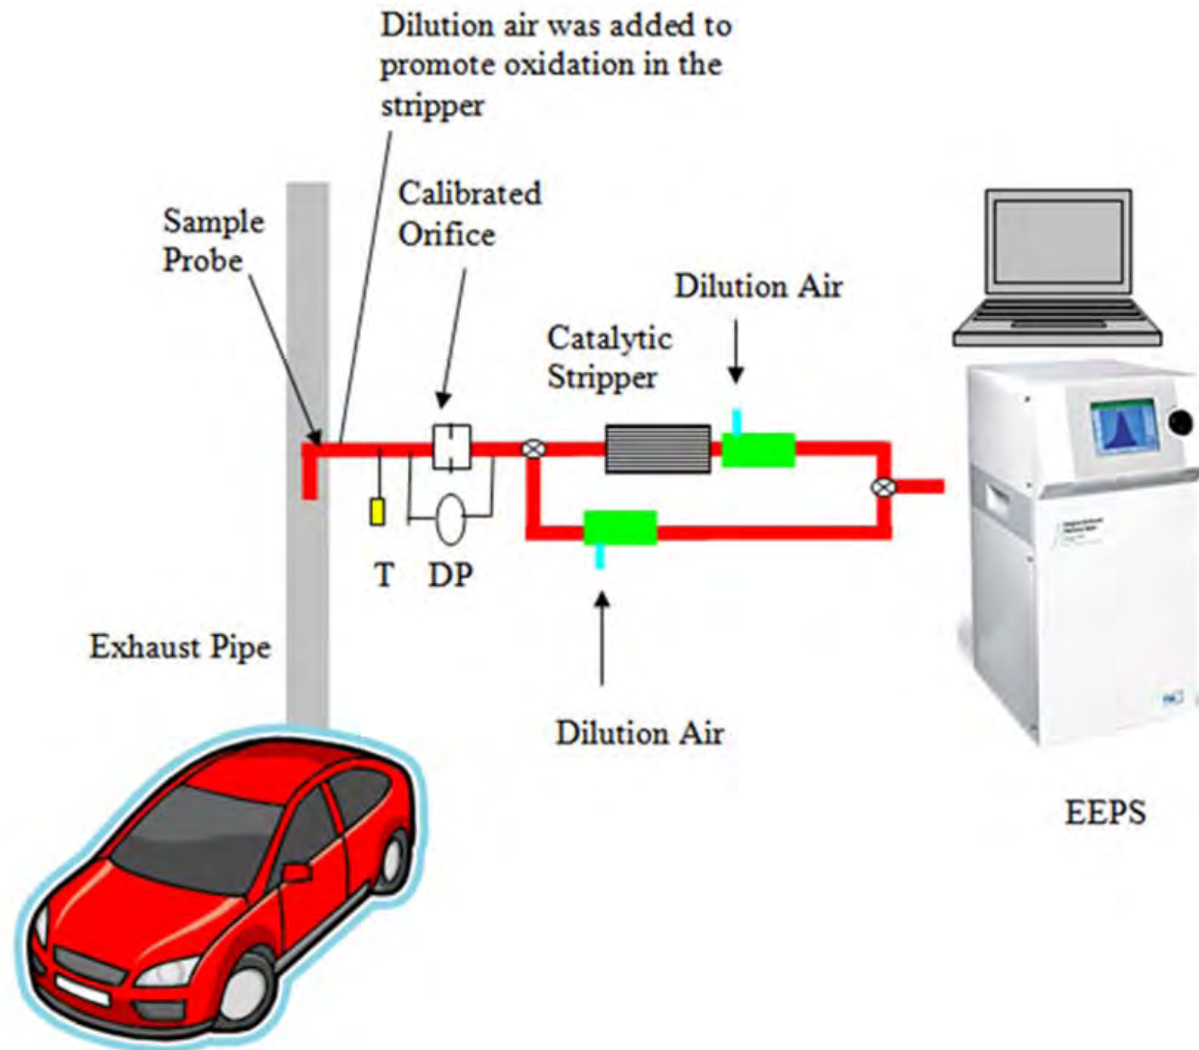 Dilution air was added to
promote oxidation in the
stripper
Calibrated
Orifice
Sample
Probe
Dilution Air
Catalytic
Stripper
T
DP
Exhaust Pipe
Dilution Air
EEPS